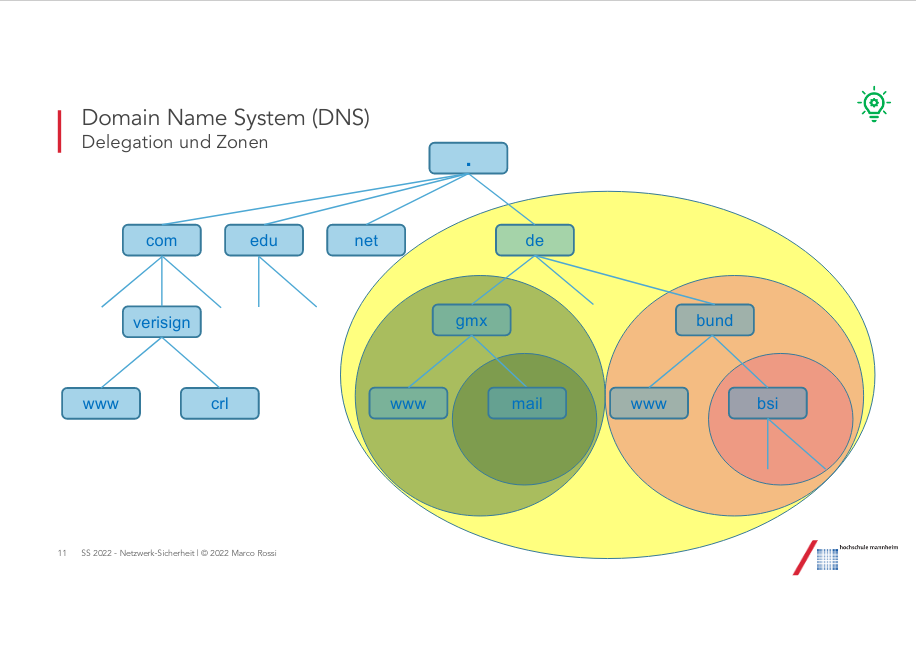 Domain Name System (DNS)
Delegation und Zonen
.
com
edu
net
de
verisign
gmx
bund
www
crl
www
mail
www
bsi
11 SS 2022 - Netzwerk-Sicherheit | © 2022 Marco Rossi
hochschule mannheim